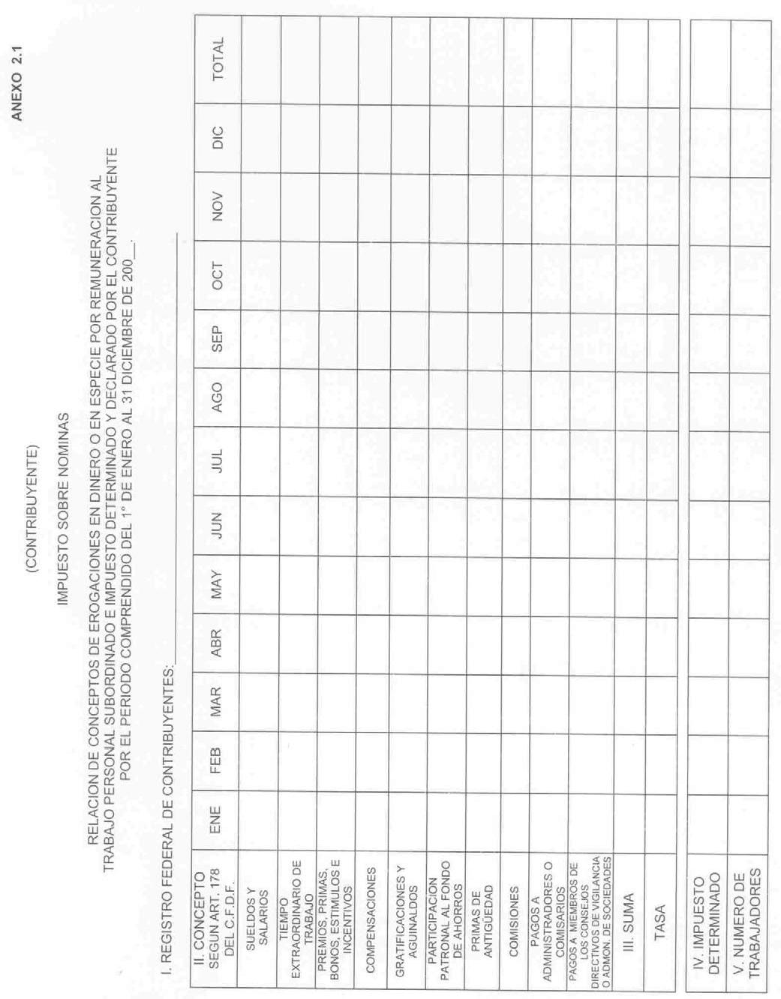 ANEXO 2.1
(CONTRIBUYENTE)
IMPUESTO SOBRE NOMINAS
RELACION DE CONCEPTOS DE EROGACIONES EN DINERO O EN ESPECIE POR REMUNERACION AL
TRABAJO PERSONAL SUBORDINADO E IMPUESTO DETERMINADO Y DECLARADO POR EL CONTRIBUYENTE
POR EL PERIODO COMPRENDIDO DEL 1° DE ENERO AL 31 DICIEMBRE DE 200__.
I. REGISTRO FEDERAL DE CONTRIBUYENTES:
II. CONCEPTO
SEGUN ART. 178
DEL C.F.D.F.
ENE FEB MAR ABR MAY JUN JUL AGO SEP OCT NOV DIC TOTAL
SUELDOS Y
SALARIOS
TIEMPO
EXTRAORDINARIO DE
TRABAJO
PREMIOS, PRIMAS,
BONOS, ESTIMULOS E
INCENTIVOS
COMPENSACIONES
GRATIFICACIONES Y
AGUINALDOS
PARTICIPACION
PATRONAL AL FONDO
DE AHORROS
PRIMAS DE
ANTIGÜEDAD
COMISIONES
PAGOS A
ADMINISTRADORES O
COMISARIOS
PAGOS A MIEMBROS DE
LOS CONSEJOS
DIRECTIVOS DE VIGILANCIA
O ADMON. DE SOCIEDADES
III. SUMA
TASA
IV. IMPUESTO
DETERMINADO
V. NUMERO DE
TRABAJADORES